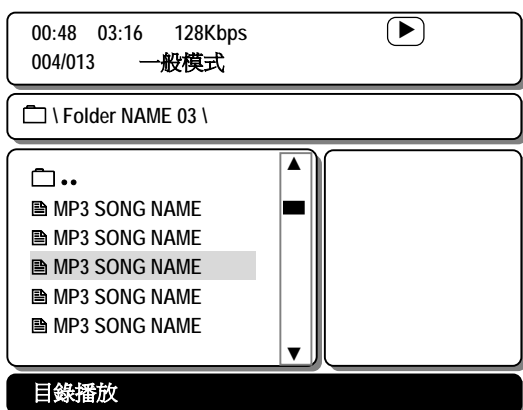 00:48 03:16 128Kbps
004/013 一般模式
\ Folder NAME 03 \
..
MP3 SONG NAME
MP3 SONG NAME
MP3 SONG NAME
MP3 SONG NAME
MP3 SONG NAME
目錄播放